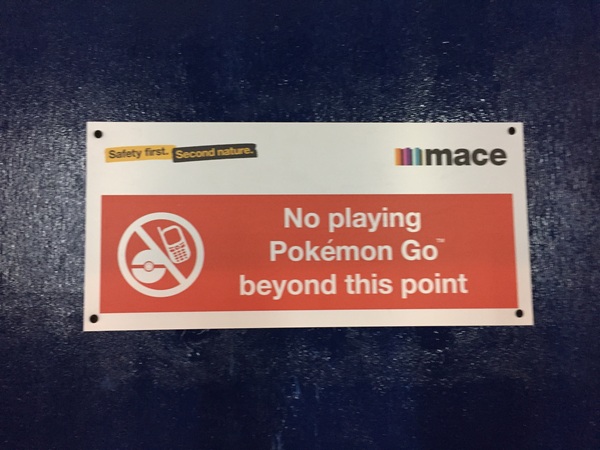 Safety first. Second nature.
mace
No playing
Pokémon Go™
beyond this point